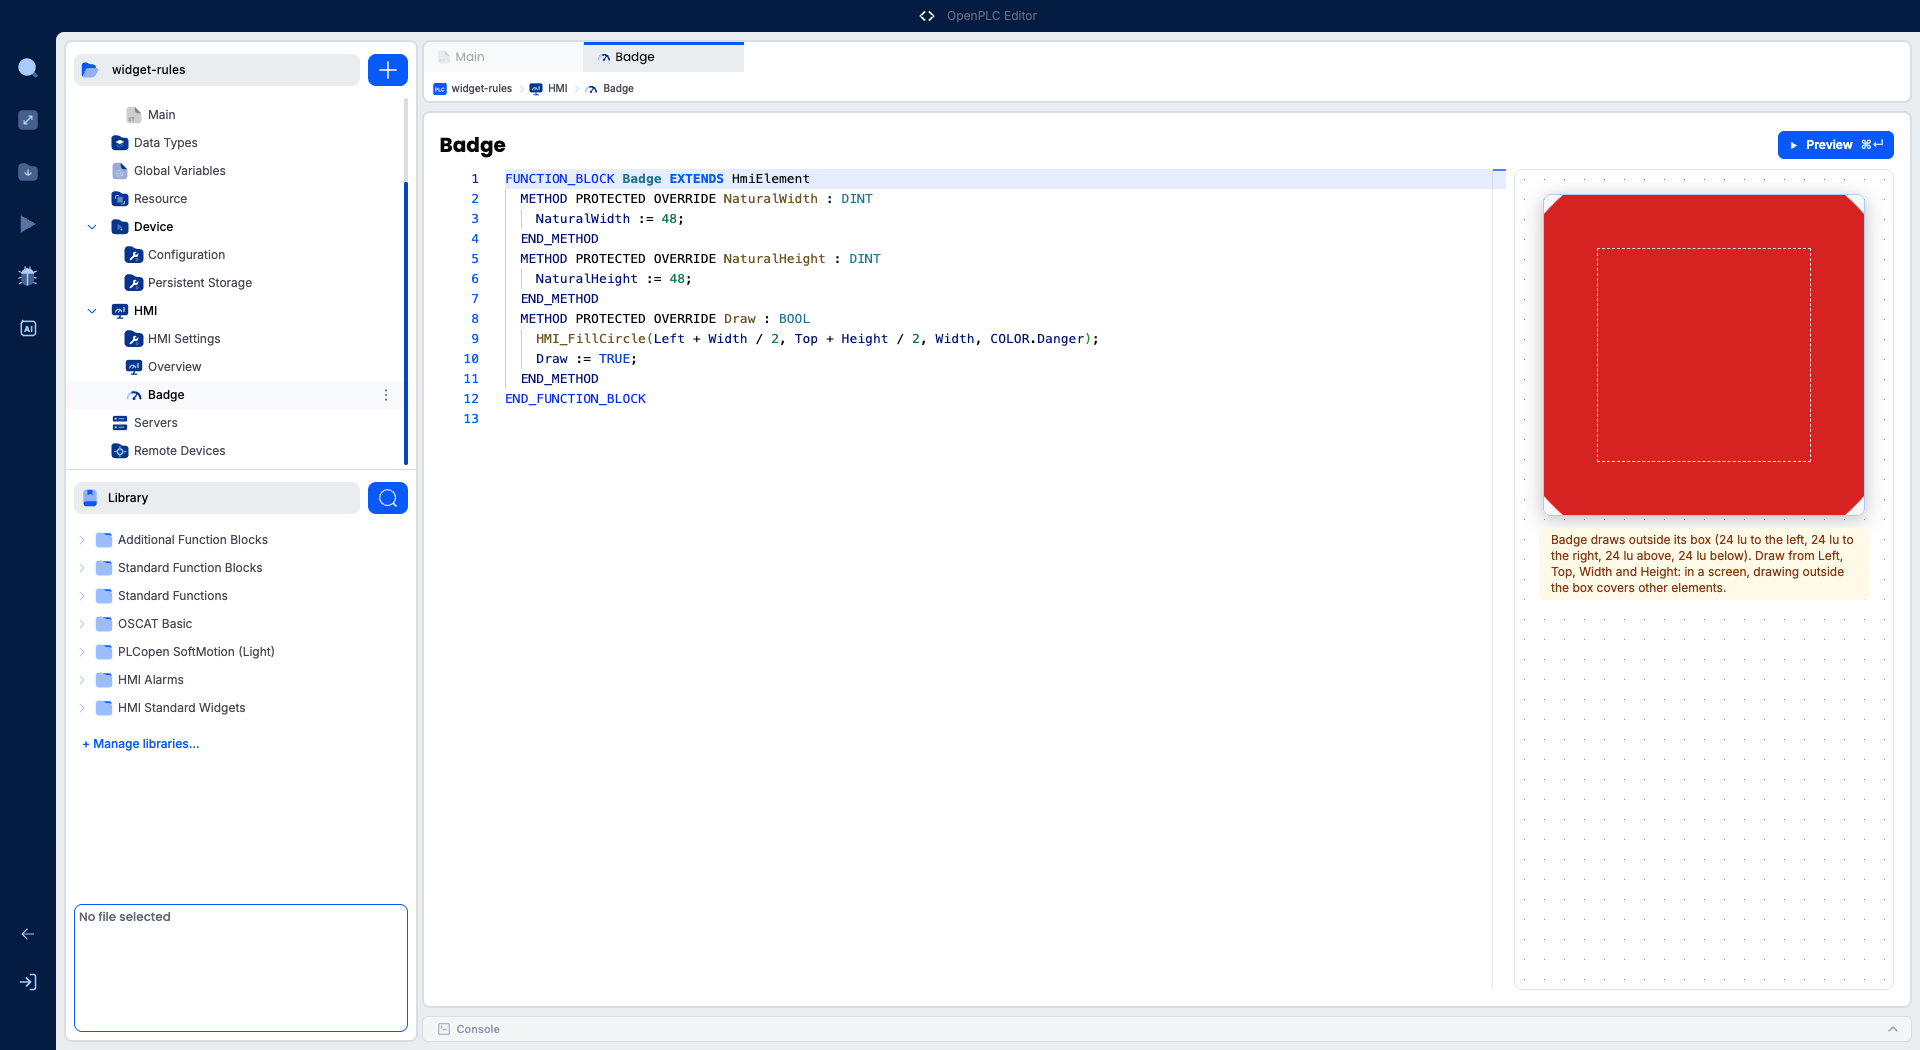 OpenPLC Editor
widget-rules
Main
Data Types
Global Variables
Resource
Device
Configuration
Persistent Storage
HMI
HMI Settings
Overview
Badge
Servers
Remote Devices
Library
Additional Function Blocks
Standard Function Blocks
Standard Functions
OSCAT Basic
PLCopen SoftMotion (Light)
HMI Alarms
HMI Standard Widgets
+ Manage libraries...
No file selected
Main
Badge
PLC widget-rules HMI Badge
Badge
Preview ⌘↵
1 FUNCTION_BLOCK Badge EXTENDS HmiElement
2 METHOD PROTECTED OVERRIDE NaturalWidth : DINT
3 NaturalWidth := 48;
4 END_METHOD
5 METHOD PROTECTED OVERRIDE NaturalHeight : DINT
6 NaturalHeight := 48;
7 END_METHOD
8 METHOD PROTECTED OVERRIDE Draw : BOOL
9 HMI_FillCircle(Left + Width / 2, Top + Height / 2, Width, COLOR.Danger);
10 Draw := TRUE;
11 END_METHOD
12 END_FUNCTION_BLOCK
13
Badge draws outside its box (24 lu to the left, 24 lu to
the right, 24 lu above, 24 lu below). Draw from Left,
Top, Width and Height: in a screen, drawing outside
the box covers other elements.
Console
AI